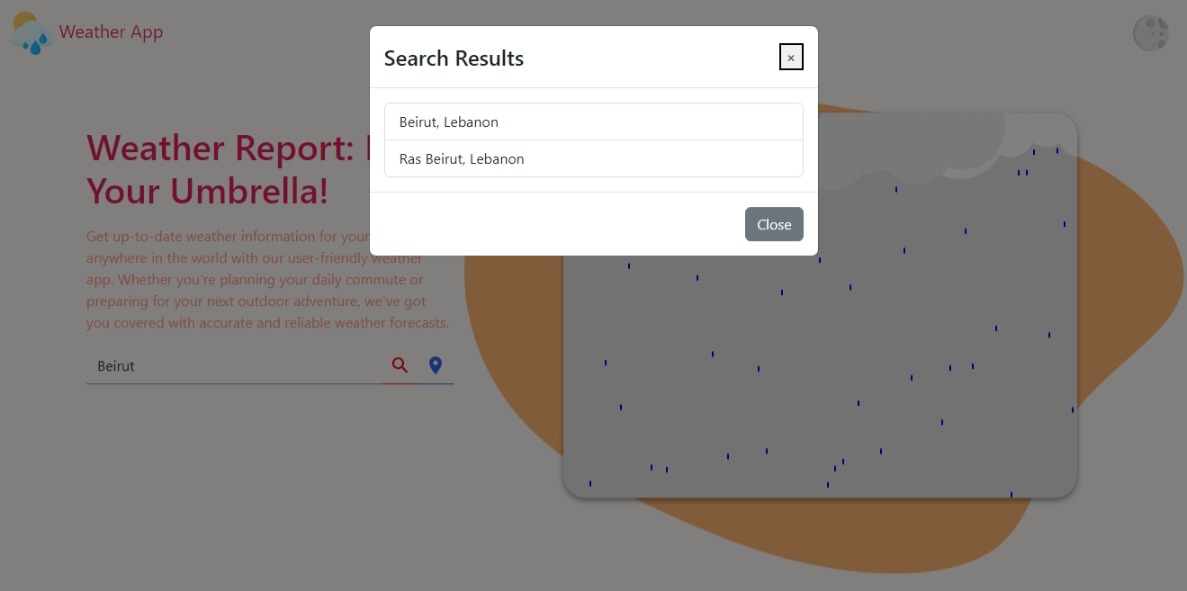 Weather App
Search Results
×
Beirut, Lebanon
Ras Beirut, Lebanon
Close
Weather Report:
Your Umbrella!
Get up-to-date weather information for your
anywhere in the world with our user-friendly weather
app. Whether you're planning your daily commute or
preparing for your next outdoor adventure, we've got
you covered with accurate and reliable weather forecasts.
Beirut